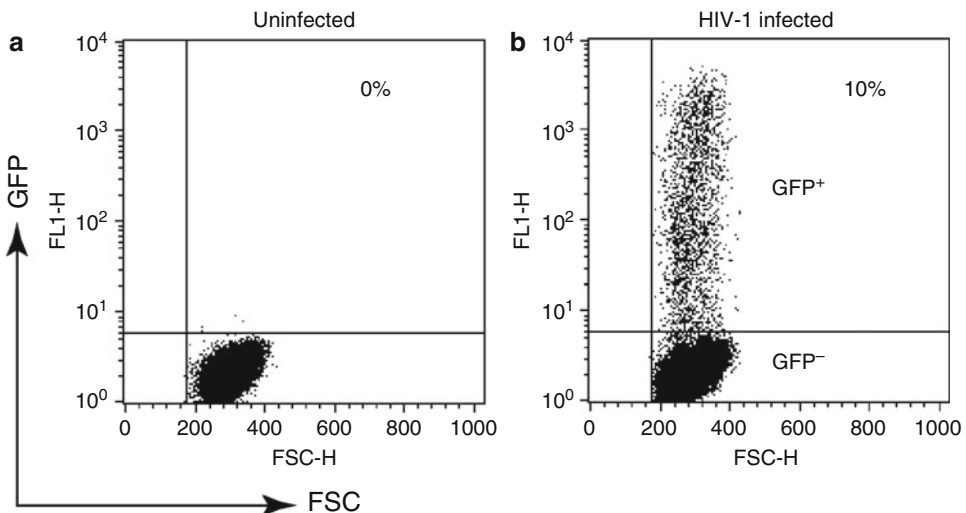 a
Uninfected
10⁴
10³
10²
10¹
10⁰
0%
GFP
FL1-H
0 200 400 600 800 1000
FSC-H
FSC
b
HIV-1 infected
10⁴
10³
10²
10¹
10⁰
10%
GFP⁺
GFP⁻
FL1-H
0 200 400 600 800 1000
FSC-H